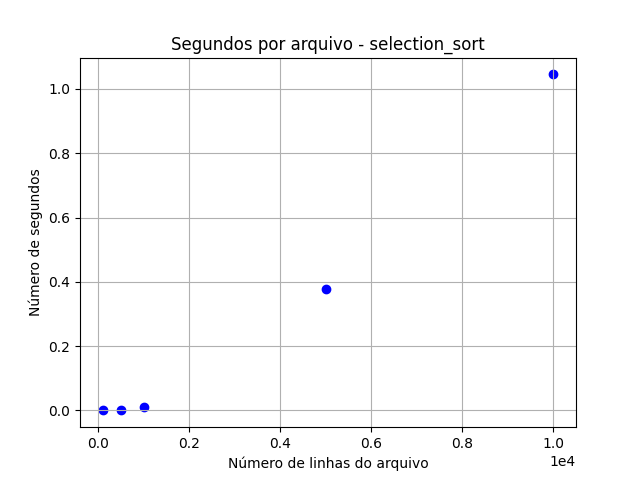 Segundos por arquivo - selection_sort
1.0
0.8
0.6
0.4
0.2
0.0
Número de segundos
0.0 0.2 0.4 0.6 0.8 1.0
1e4
Número de linhas do arquivo